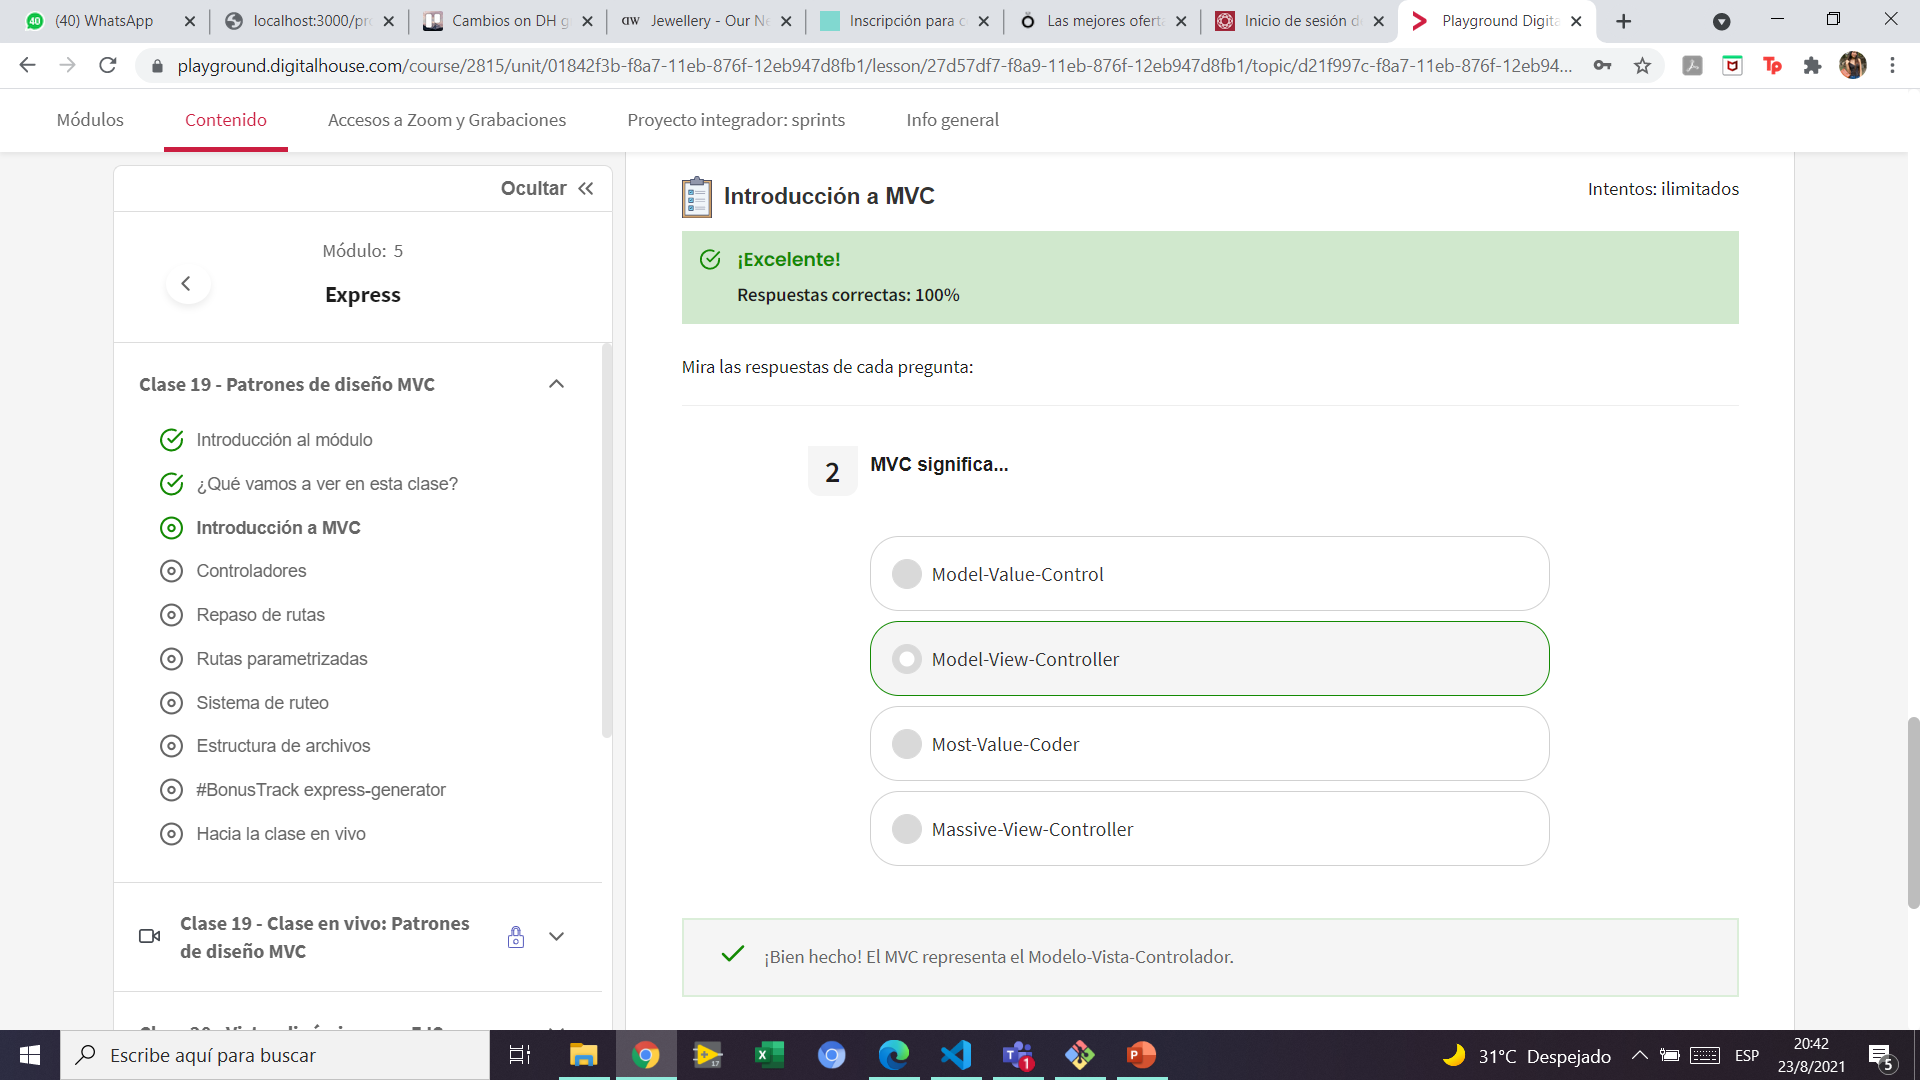 (40) WhatsApp
localhost:3000/pr
Cambios on DH g
Jewellery - Our Ne
Inscripción para c
Las mejores oferta
Inicio de sesión d
Playground Digita
playground.digitalhouse.com/course/2815/unit/01842f3b-f8a7-11eb-876f-12eb947d8fb1/lesson/27d57df7-f8a9-11eb-876f-12eb947d8fb1/topic/d21f997c-f8a7-11eb-876f-12eb94...
Módulos
Contenido
Accesos a Zoom y Grabaciones
Proyecto integrador: sprints
Info general
Ocultar
Módulo: 5
Express
Clase 19 - Patrones de diseño MVC
Introducción al módulo
¿Qué vamos a ver en esta clase?
Introducción a MVC
Controladores
Repaso de rutas
Rutas parametrizadas
Sistema de ruteo
Estructura de archivos
#BonusTrack express-generator
Hacia la clase en vivo
Clase 19 - Clase en vivo: Patrones
de diseño MVC
Introducción a MVC
Intentos: ilimitados
¡Excelente!
Respuestas correctas: 100%
Mira las respuestas de cada pregunta:
2
MVC significa...
Model-Value-Control
Model-View-Controller
Most-Value-Coder
Massive-View-Controller
¡Bien hecho! El MVC representa el Modelo-Vista-Controlador.
Escribe aquí para buscar
31°C Despejado
ESP
20:42
23/8/2021
5